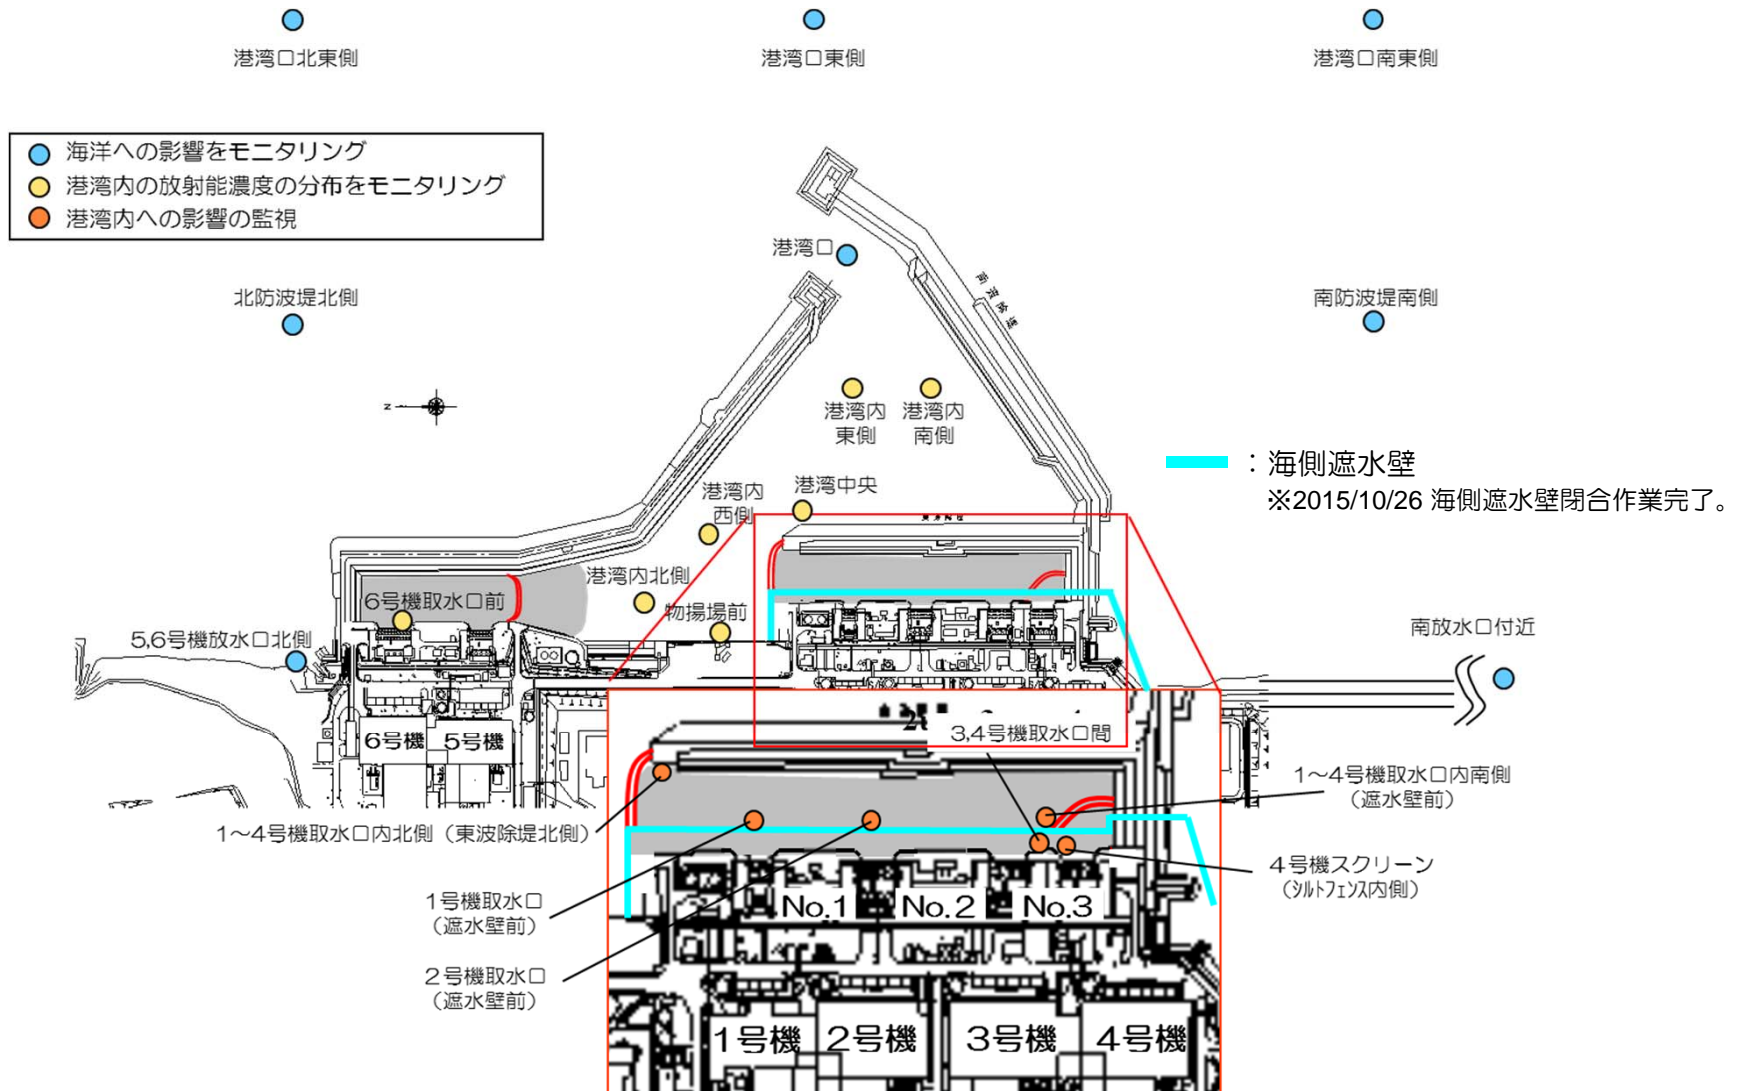 港湾口北東側
港湾口東側
港湾口南東側
海洋への影響をモニタリング
港湾内の放射能濃度の分布をモニタリング
港湾内への影響の監視
港湾口
南波除堤
北防波堤北側
南防波堤南側
N
港湾内
東側
港湾内
南側
：海側遮水壁
※2015/10/26 海側遮水壁閉合作業完了。
港湾内
西側
港湾中央
港湾内北側
6号機取水口前
物揚場前
5,6号機放水口北側
南放水口付近
6号機
5号機
3,4号機取水口間
1～4号機取水口内南側
（遮水壁前）
1～4号機取水口内北側（東波除堤北側）
4号機スクリーン
（シルトフェンス内側）
1号機取水口
（遮水壁前）
No.1
No.2
No.3
2号機取水口
（遮水壁前）
1号機
2号機
3号機
4号機